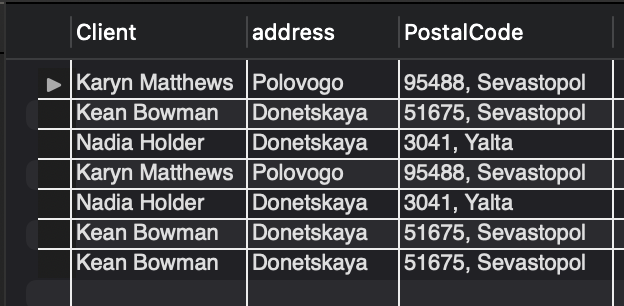 Client address PostalCode
Karyn Matthews Polovogo 95488, Sevastopol
Kean Bowman Donetskaya 51675, Sevastopol
Nadia Holder Donetskaya 3041, Yalta
Karyn Matthews Polovogo 95488, Sevastopol
Nadia Holder Donetskaya 3041, Yalta
Kean Bowman Donetskaya 51675, Sevastopol
Kean Bowman Donetskaya 51675, Sevastopol